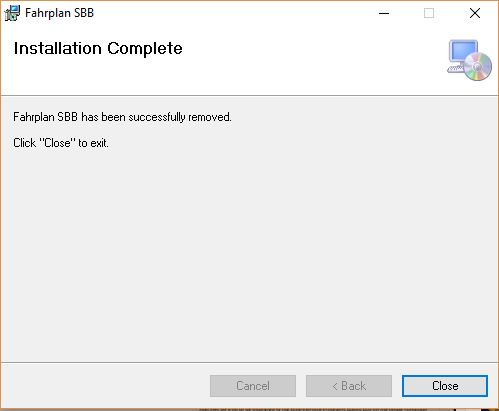 Fahrplan SBB
Installation Complete
Fahrplan SBB has been successfully removed.
Click "Close" to exit.
Cancel
< Back
Close